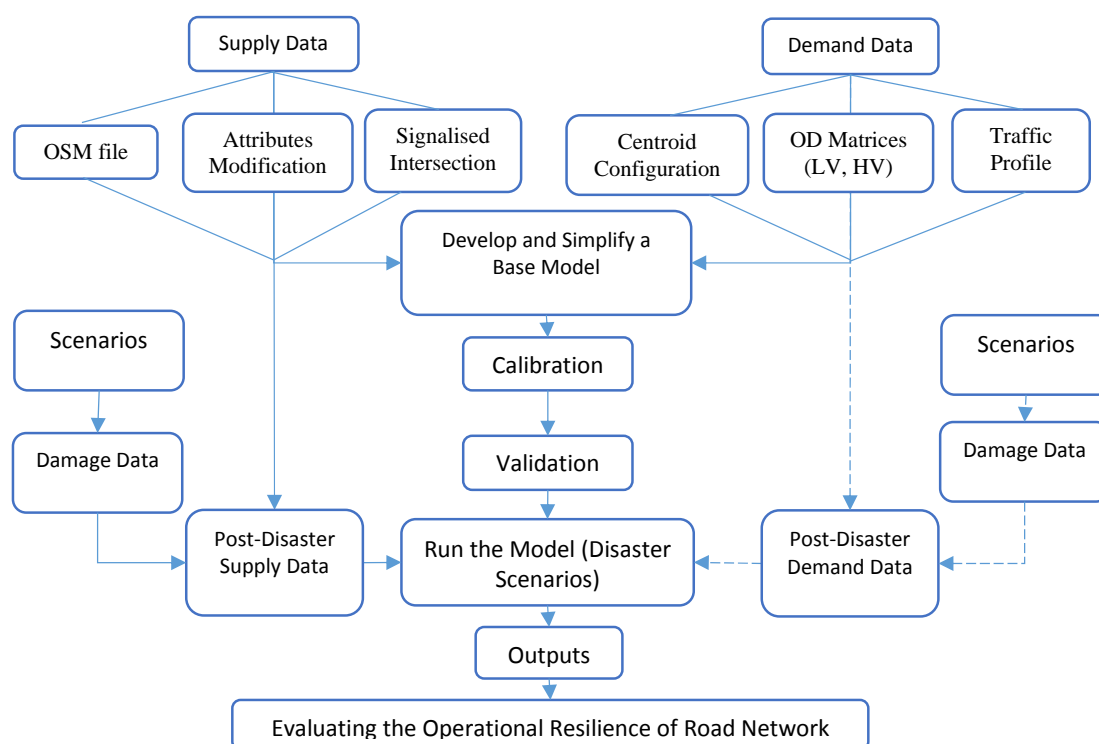 Supply Data
Demand Data
OSM file
Attributes
Modification
Signalised
Intersection
Centroid
Configuration
OD Matrices
(LV, HV)
Traffic
Profile
Develop and Simplify a
Base Model
Scenarios
Scenarios
Calibration
Damage Data
Damage Data
Validation
Post-Disaster
Supply Data
Run the Model (Disaster
Scenarios)
Post-Disaster
Demand Data
Outputs
Evaluating the Operational Resilience of Road Network